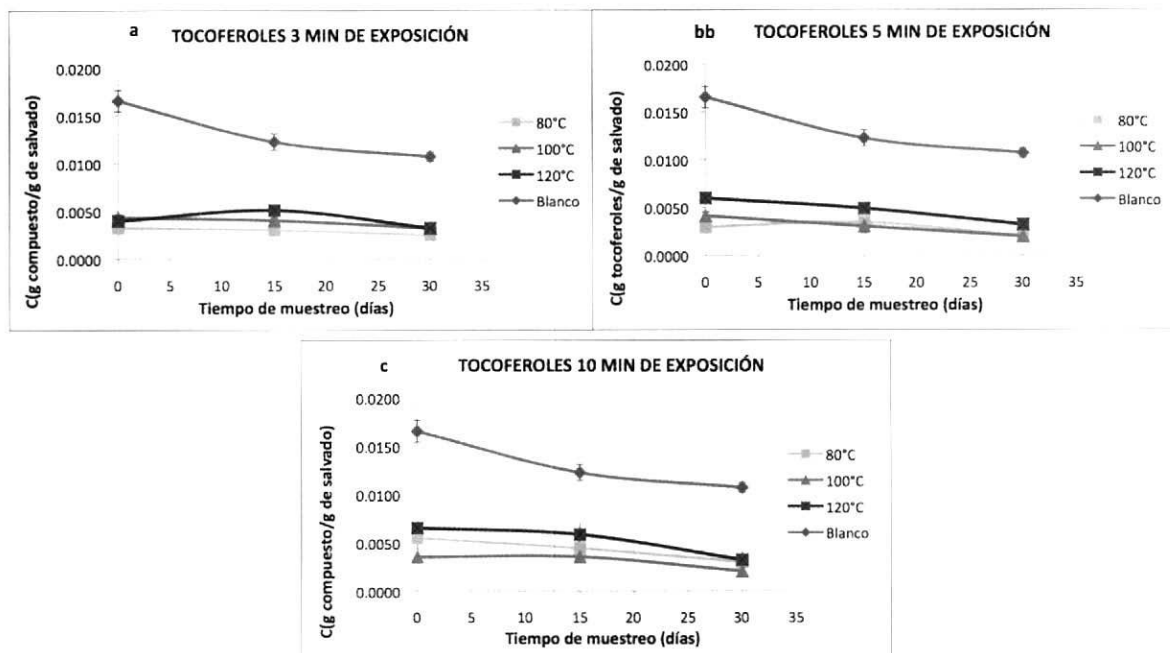 a
TOCOFEROLES 3 MIN DE EXPOSICIÓN
C(g compuesto/g de salvado)
0.0200
0.0150
0.0100
0.0050
0.0000
0 5 10 15 20 25 30 35
Tiempo de muestreo (días)
80°C
100°C
120°C
Blanco
bb
TOCOFEROLES 5 MIN DE EXPOSICIÓN
C(g tocoferoles/g de salvado)
0.0200
0.0150
0.0100
0.0050
0.0000
0 5 10 15 20 25 30 35
Tiempo de muestreo (días)
80°C
100°C
120°C
Blanco
c
TOCOFEROLES 10 MIN DE EXPOSICIÓN
C(g compuesto/g de salvado)
0.0200
0.0150
0.0100
0.0050
0.0000
0 5 10 15 20 25 30 35
Tiempo de muestreo (días)
80°C
100°C
120°C
Blanco